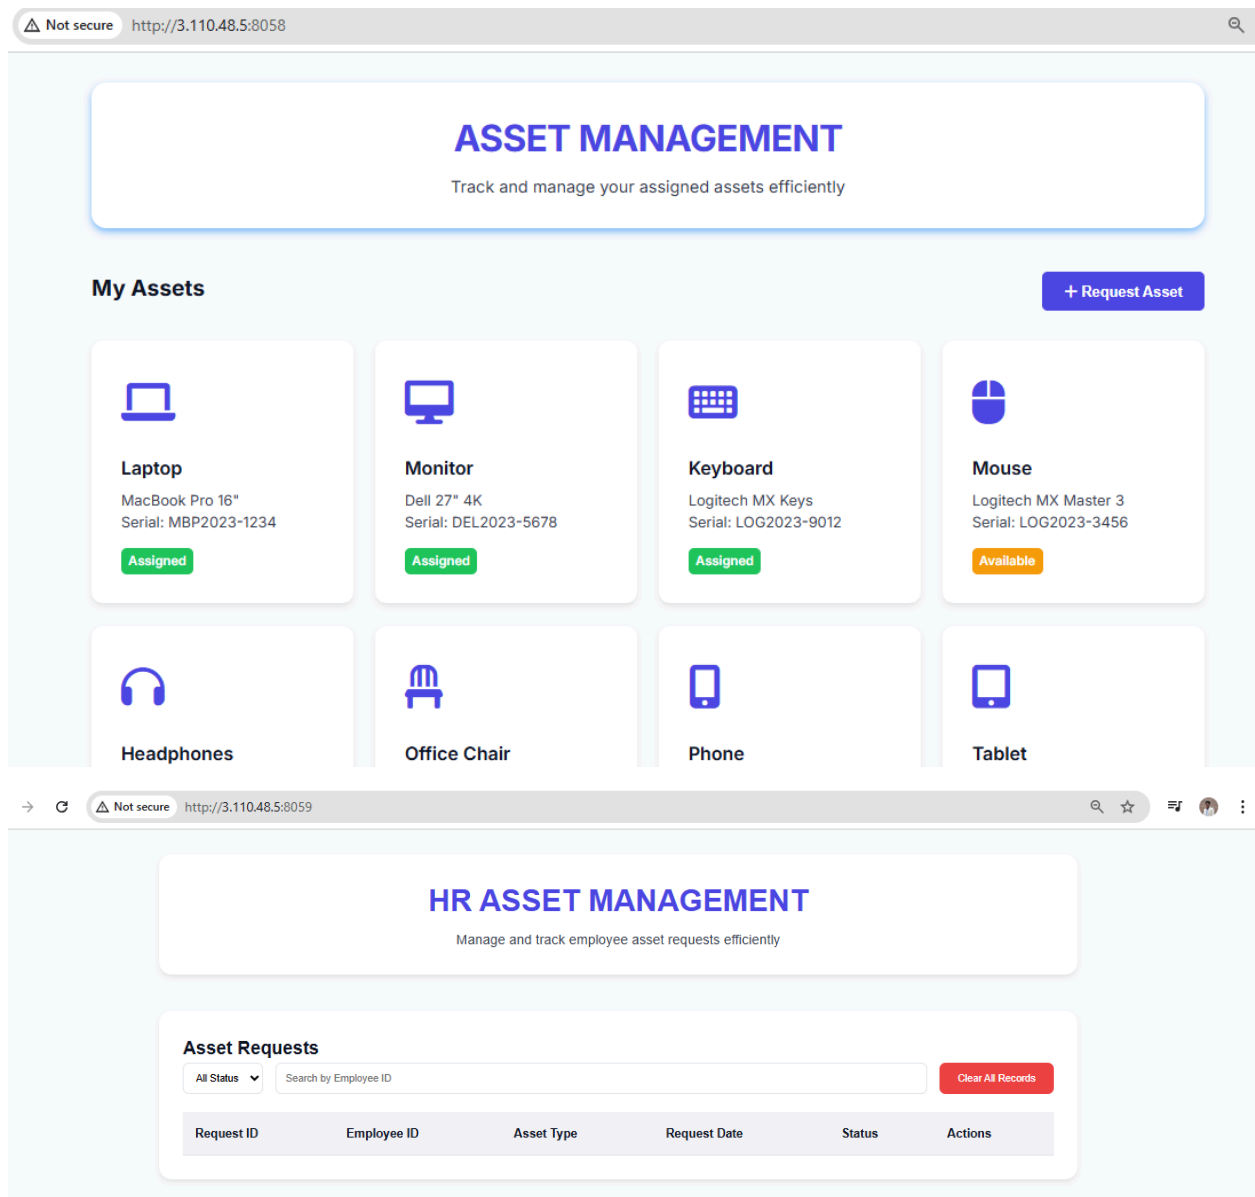 Not secure http://3.110.48.5:8058
ASSET MANAGEMENT
Track and manage your assigned assets efficiently
My Assets
+ Request Asset
Laptop
MacBook Pro 16"
Serial: MBP2023-1234
Assigned
Monitor
Dell 27" 4K
Serial: DEL2023-5678
Assigned
Keyboard
Logitech MX Keys
Serial: LOG2023-9012
Assigned
Mouse
Logitech MX Master 3
Serial: LOG2023-3456
Available
Headphones
Office Chair
Phone
Tablet
Not secure http://3.110.48.5:8059
HR ASSET MANAGEMENT
Manage and track employee asset requests efficiently
Asset Requests
All Status Search by Employee ID Clear All Records
Request ID Employee ID Asset Type Request Date Status Actions